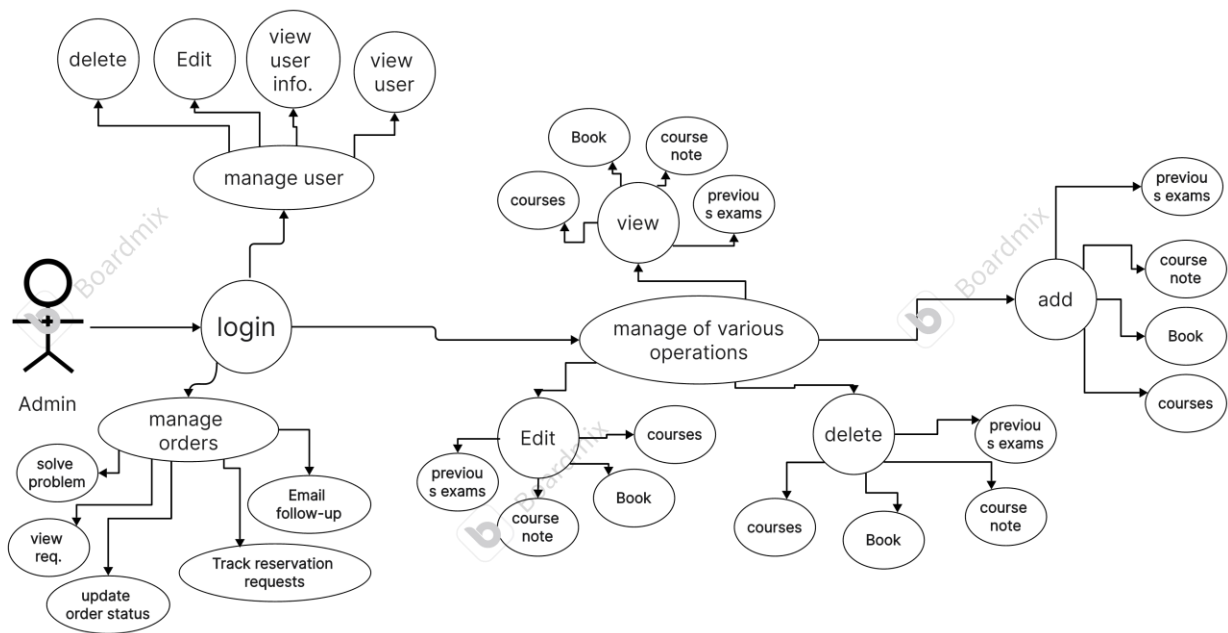 delete
Edit
view
user
info.
view
user
manage user
Book
course
note
courses
previou
s exams
view
previou
s exams
course
note
add
Book
courses
Boardmix
Boardmix
Boardmix
Boardmix
login
manage of various
operations
Admin
manage
orders
solve
problem
view
req.
update
order status
Track reservation
requests
Email
follow-up
Edit
courses
previou
s exams
course
note
Book
delete
previou
s exams
courses
Book
course
note